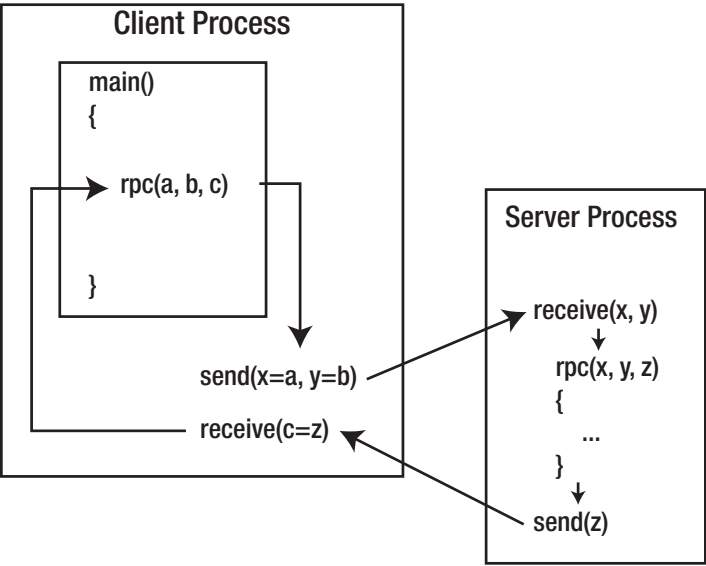 Client Process
main()
{
rpc(a, b, c)
}
send(x=a, y=b)
receive(c=z)
Server Process
receive(x, y)
rpc(x, y, z)
{
...
}
send(z)